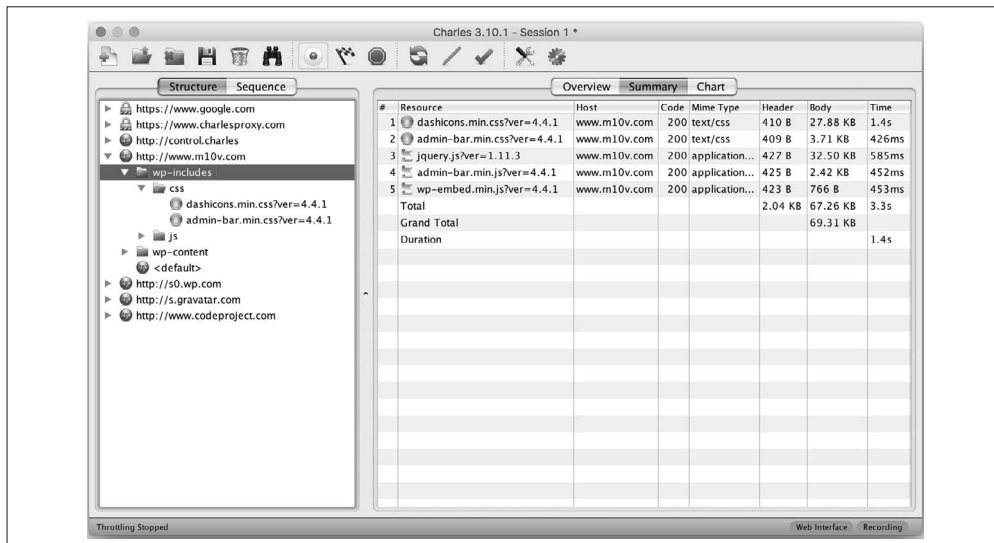 Charles 3.10.1 - Session 1 *
Structure Sequence
https://www.google.com
https://www.charlesproxy.com
http://control.charles
http://www.m10v.com
wp-includes
css
dashicons.min.css?ver=4.4.1
admin-bar.min.css?ver=4.4.1
js
wp-content
<default>
http://s0.wp.com
http://s.gravatar.com
http://www.codeproject.com
Overview Summary Chart
# Resource Host Code Mime Type Header Body Time
1 dashicons.min.css?ver=4.4.1 www.m10v.com 200 text/css 410 B 27.88 KB 1.4s
2 admin-bar.min.css?ver=4.4.1 www.m10v.com 200 text/css 409 B 3.71 KB 426ms
3 jquery.js?ver=1.11.3 www.m10v.com 200 application... 427 B 32.50 KB 585ms
4 admin-bar.min.js?ver=4.4.1 www.m10v.com 200 application... 425 B 2.42 KB 452ms
5 wp-embed.min.js?ver=4.4.1 www.m10v.com 200 application... 423 B 766 B 453ms
Total 2.04 KB 67.26 KB 3.3s
Grand Total 69.31 KB
Duration 1.4s
Throttling Stopped Web Interface Recording